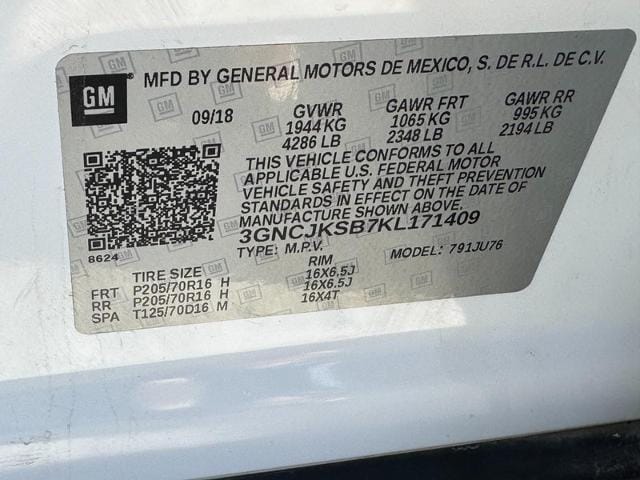 GM
MFD BY GENERAL MOTORS DE MEXICO, S. DE R.L. DE C.V.
09/18 GVWR GAWR FRT GAWR RR
1944 KG 1065 KG 995 KG
4286 LB 2348 LB 2194 LB
THIS VEHICLE CONFORMS TO ALL
APPLICABLE U.S. FEDERAL MOTOR
VEHICLE SAFETY AND THEFT PREVENTION
STANDARDS IN EFFECT ON THE DATE OF
MANUFACTURE SHOWN ABOVE.
3GNCJKSB7KL171409
8624 TYPE: M.P.V. MODEL: 791JU76
TIRE SIZE RIM
FRT P205/70R16 H 16X6.5J
RR P205/70R16 H 16X6.5J
SPA T125/70D16 M 16X4T